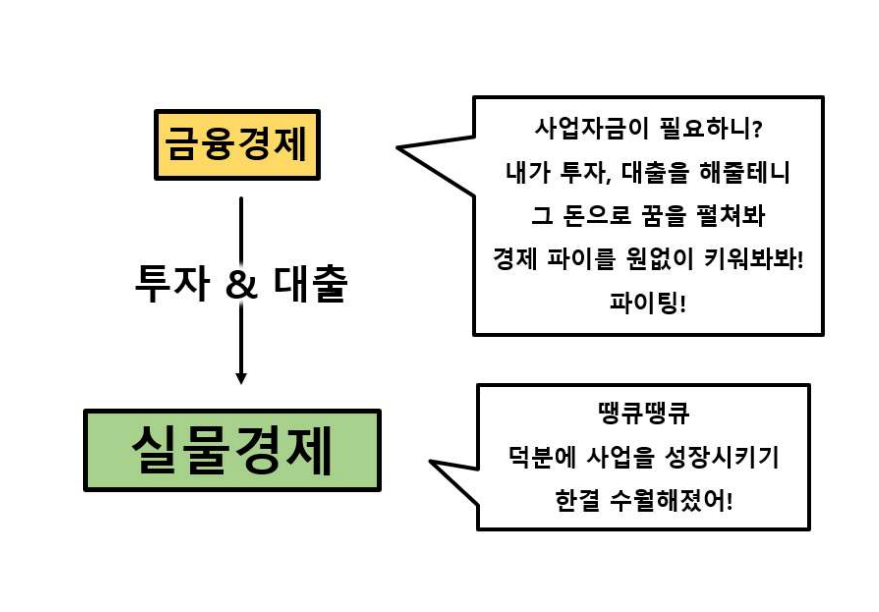 금융경제
사업자금이 필요하니?
내가 투자, 대출을 해줄테니
그 돈으로 꿈을 펼쳐봐
경제 파이를 원없이 키워봐봐!
파이팅!
투자 & 대출
실물경제
땡큐땡큐
덕분에 사업을 성장시키기
한결 수월해졌어!